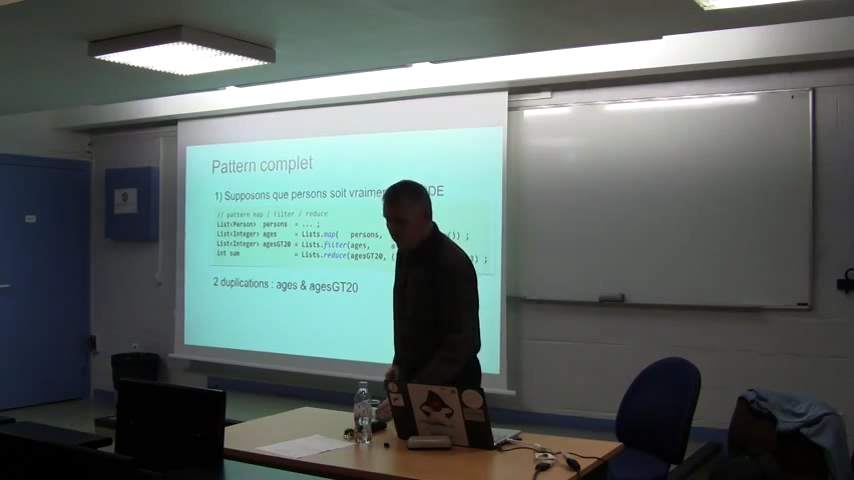 Pattern complet
1) Supposons que persons soit vraiment DE
// pattern map / filter / reduce
List<Person> persons = ... ;
List<Integer> ages = Lists.map( persons, ()) ;
List<Integer> agesGT20 = Lists.filter(ages,
int sum = Lists.reduce(agesGT20, ( ) ;
2 duplications : ages & agesGT20